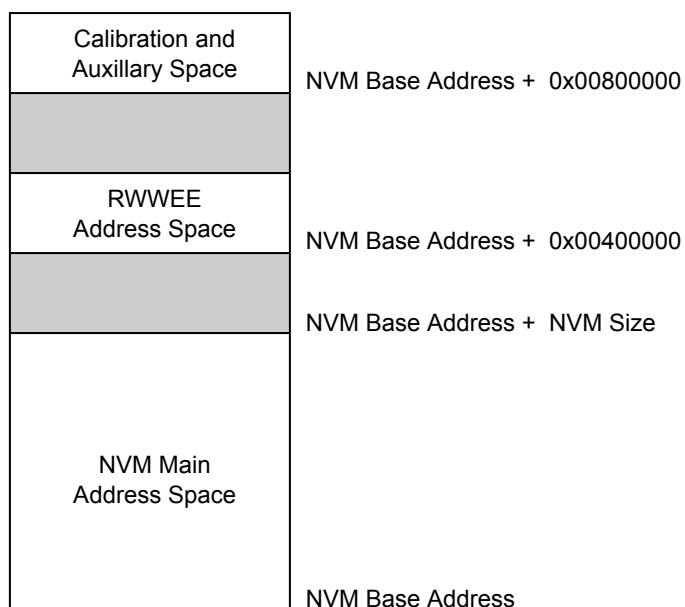 Calibration and
Auxillary Space
NVM Base Address + 0x00800000
RWWEE
Address Space
NVM Base Address + 0x00400000
NVM Base Address + NVM Size
NVM Main
Address Space
NVM Base Address